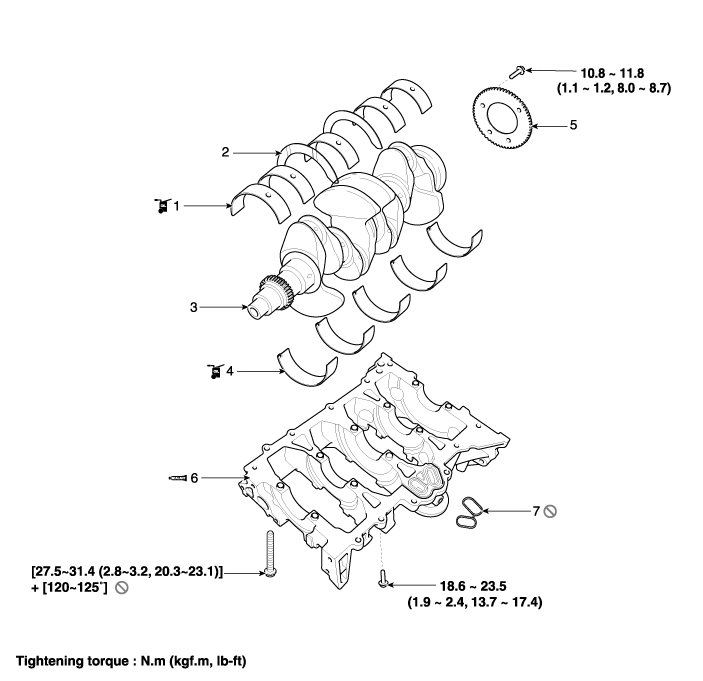 10.8 ~ 11.8
(1.1 ~ 1.2, 8.0 ~ 8.7)
5
2
1
3
4
6
7
[27.5~31.4 (2.8~3.2, 20.3~23.1)]
+ [120~125˚]
18.6 ~ 23.5
(1.9 ~ 2.4, 13.7 ~ 17.4)
Tightening torque : N.m (kgf.m, lb-ft)